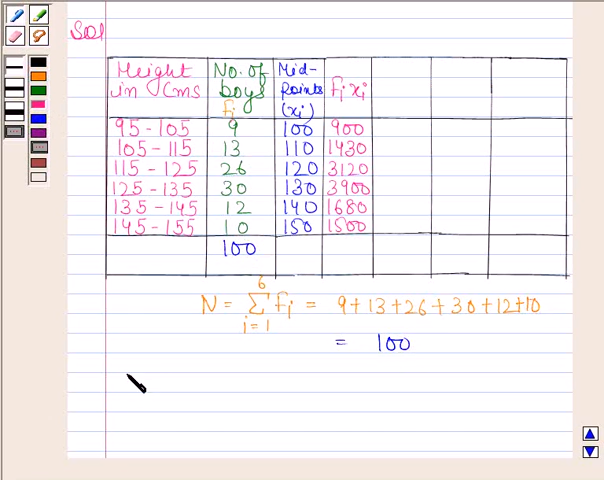 Sol
Height in Cms No. of boys fi Mid-Points (xi) fi xi
95 - 105 9 100 900
105 - 115 13 110 1430
115 - 125 26 120 3120
125 - 135 30 130 3900
135 - 145 12 140 1680
145 - 155 10 150 1500
100
N = 6 Σ i=1 fi = 9+13+26+30+12+10
= 100